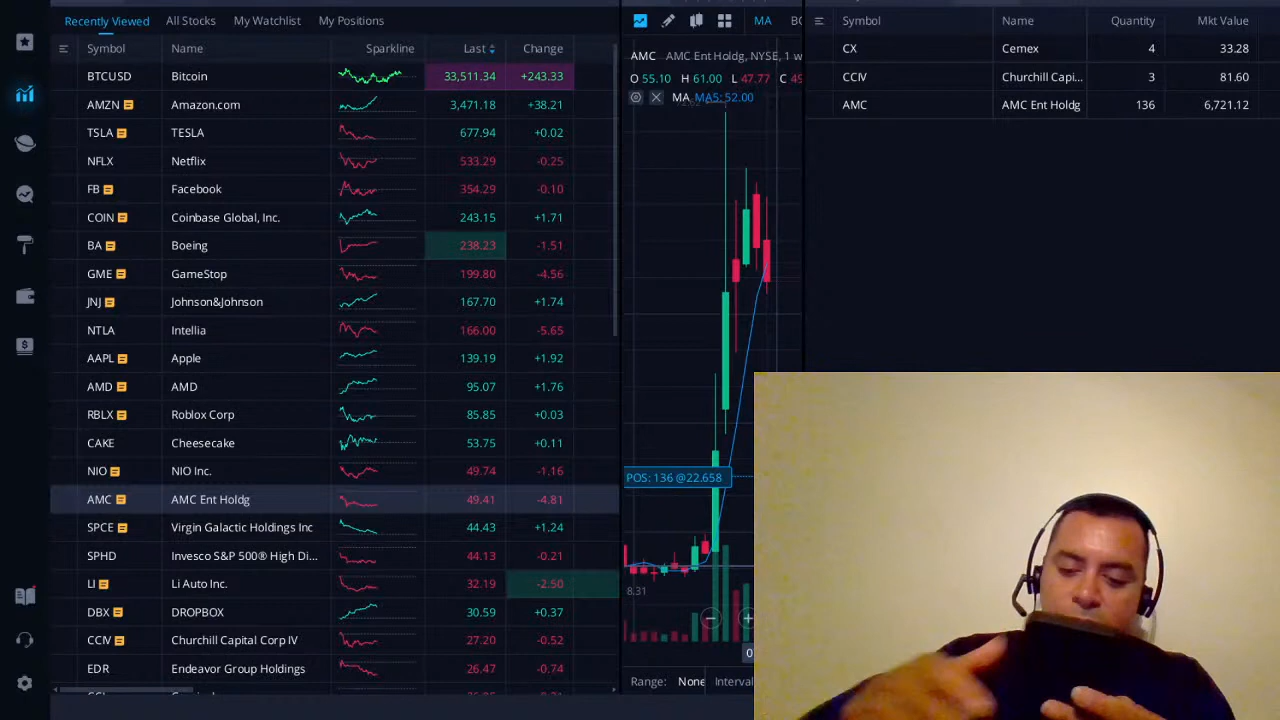 Recently Viewed All Stocks My Watchlist My Positions
Symbol Name Sparkline Last Change
BTCUSD Bitcoin 33,511.34 +243.33
AMZN Amazon.com 3,471.18 +38.21
TSLA TESLA 677.94 +0.02
NFLX Netflix 533.29 -0.25
FB Facebook 354.29 -0.10
COIN Coinbase Global, Inc. 243.15 +1.71
BA Boeing 238.23 -1.51
GME GameStop 199.80 -4.56
JNJ Johnson&Johnson 167.70 +1.74
NTLA Intellia 166.00 -5.65
AAPL Apple 139.19 +1.92
AMD AMD 95.07 +1.76
RBLX Roblox Corp 85.85 +0.03
CAKE Cheesecake 53.75 +0.11
NIO NIO Inc. 49.74 -1.16
AMC AMC Ent Holdg 49.41 -4.81
SPCE Virgin Galactic Holdings Inc 44.43 +1.24
SPHD Invesco S&P 500® High Di... 44.13 -0.21
LI Li Auto Inc. 32.19 -2.50
DBX DROPBOX 30.59 +0.37
CCIV Churchill Capital Corp IV 27.20 -0.52
EDR Endeavor Group Holdings 26.47 -0.74
MA BO
AMC AMC Ent Holdg, NYSE, 1 w
O 55.10 H 61.00 L 47.77 C 49
MA MA5: 52.00
POS: 136 @22.658
8.31
0
Range: None Interval
Symbol Name Quantity Mkt Value
CX Cemex 4 33.28
CCIV Churchill Capi... 3 81.60
AMC AMC Ent Holdg 136 6,721.12